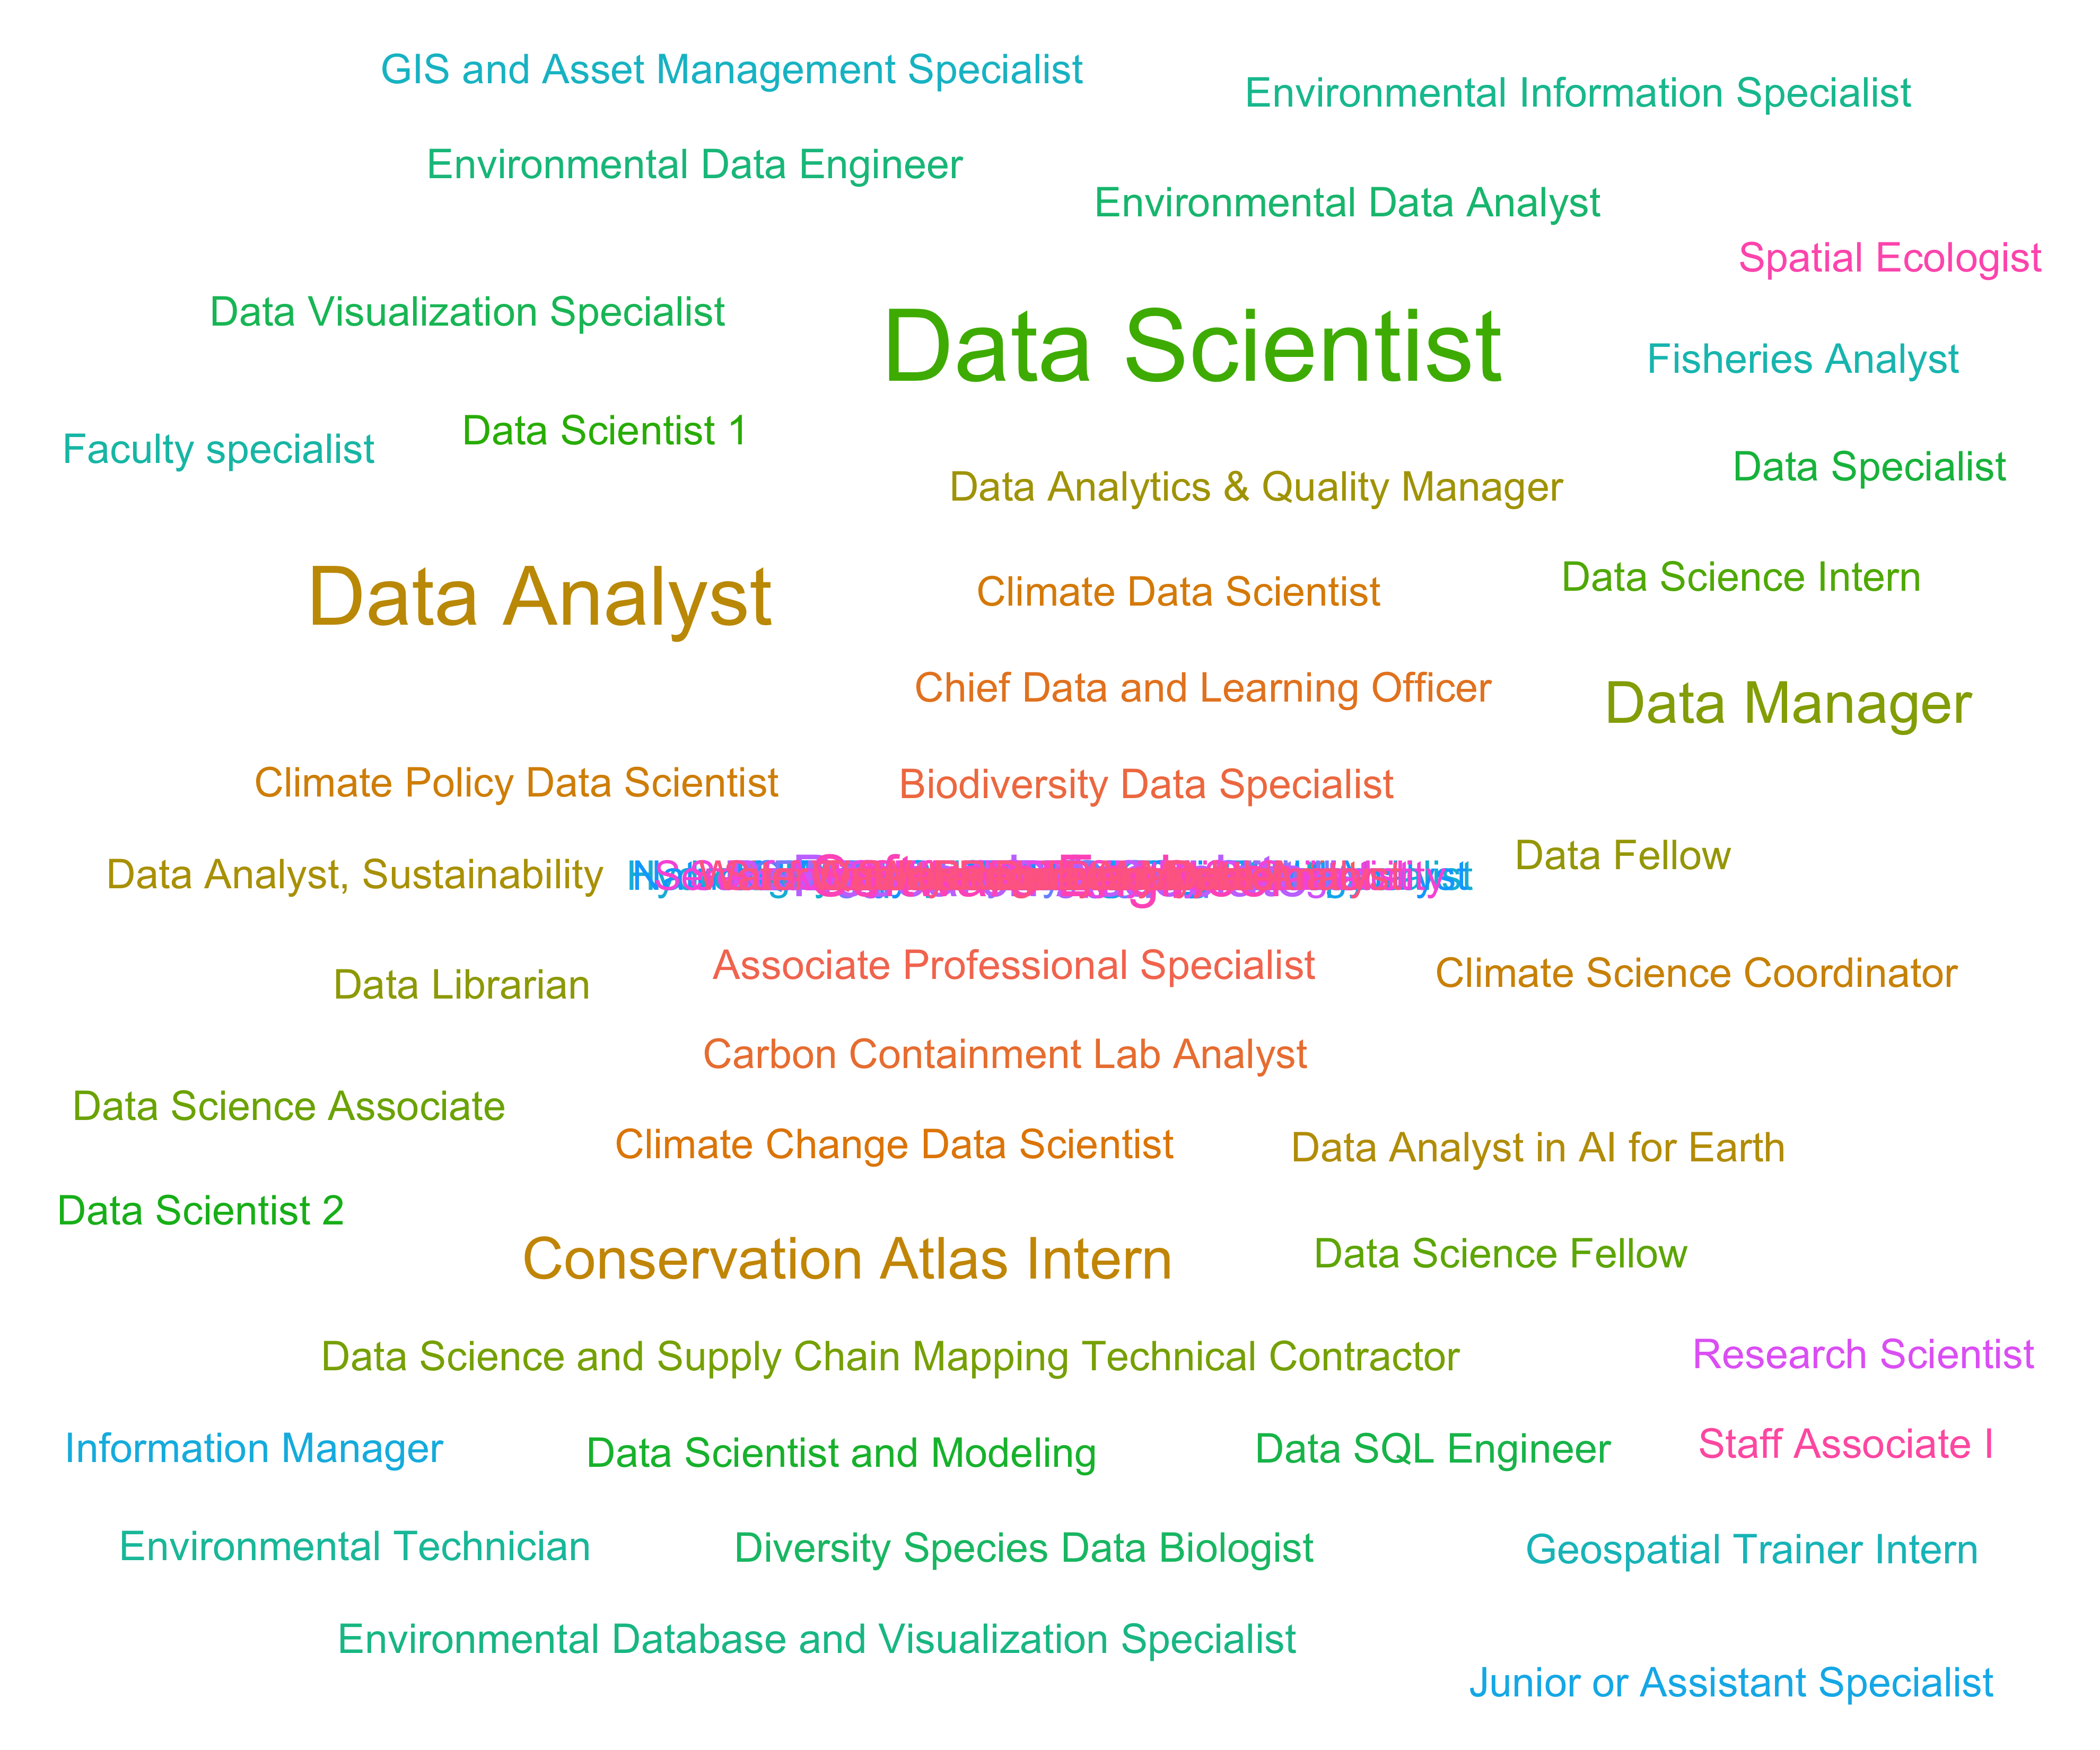 GIS and Asset Management Specialist
Environmental Information Specialist
Environmental Data Engineer
Environmental Data Analyst
Spatial Ecologist
Data Visualization Specialist
Data Scientist
Fisheries Analyst
Data Scientist 1
Faculty specialist
Data Specialist
Data Analytics & Quality Manager
Data Science Intern
Climate Data Scientist
Data Analyst
Chief Data and Learning Officer
Data Manager
Climate Policy Data Scientist
Biodiversity Data Specialist
Data Fellow
Data Analyst, Sustainability
Associate Professional Specialist
Climate Science Coordinator
Data Librarian
Carbon Containment Lab Analyst
Data Science Associate
Climate Change Data Scientist
Data Analyst in AI for Earth
Data Scientist 2
Conservation Atlas Intern
Data Science Fellow
Data Science and Supply Chain Mapping Technical Contractor
Research Scientist
Information Manager
Data Scientist and Modeling
Data SQL Engineer
Staff Associate I
Environmental Technician
Diversity Species Data Biologist
Geospatial Trainer Intern
Environmental Database and Visualization Specialist
Junior or Assistant Specialist